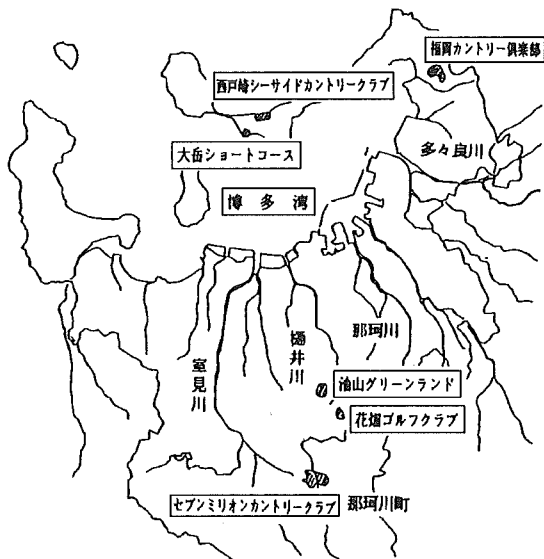 福岡カントリー倶楽部
西戸崎シーサイドカントリークラブ
多々良川
大岳ショートコース
博多湾
那珂川
樋井川
室見川
油山グリーンランド
花畑ゴルフクラブ
セブンミリオンカントリークラブ
那珂川町